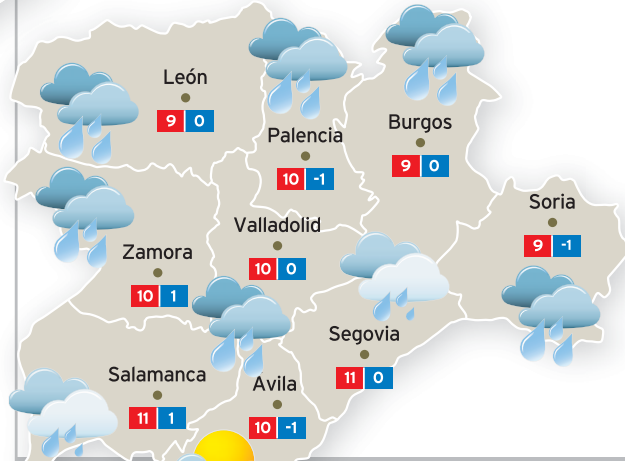 León
9 0
Palencia
10 -1
Burgos
9 0
Soria
9 -1
Zamora
10 1
Valladolid
10 0
Segovia
11 0
Salamanca
11 1
Avila
10 -1